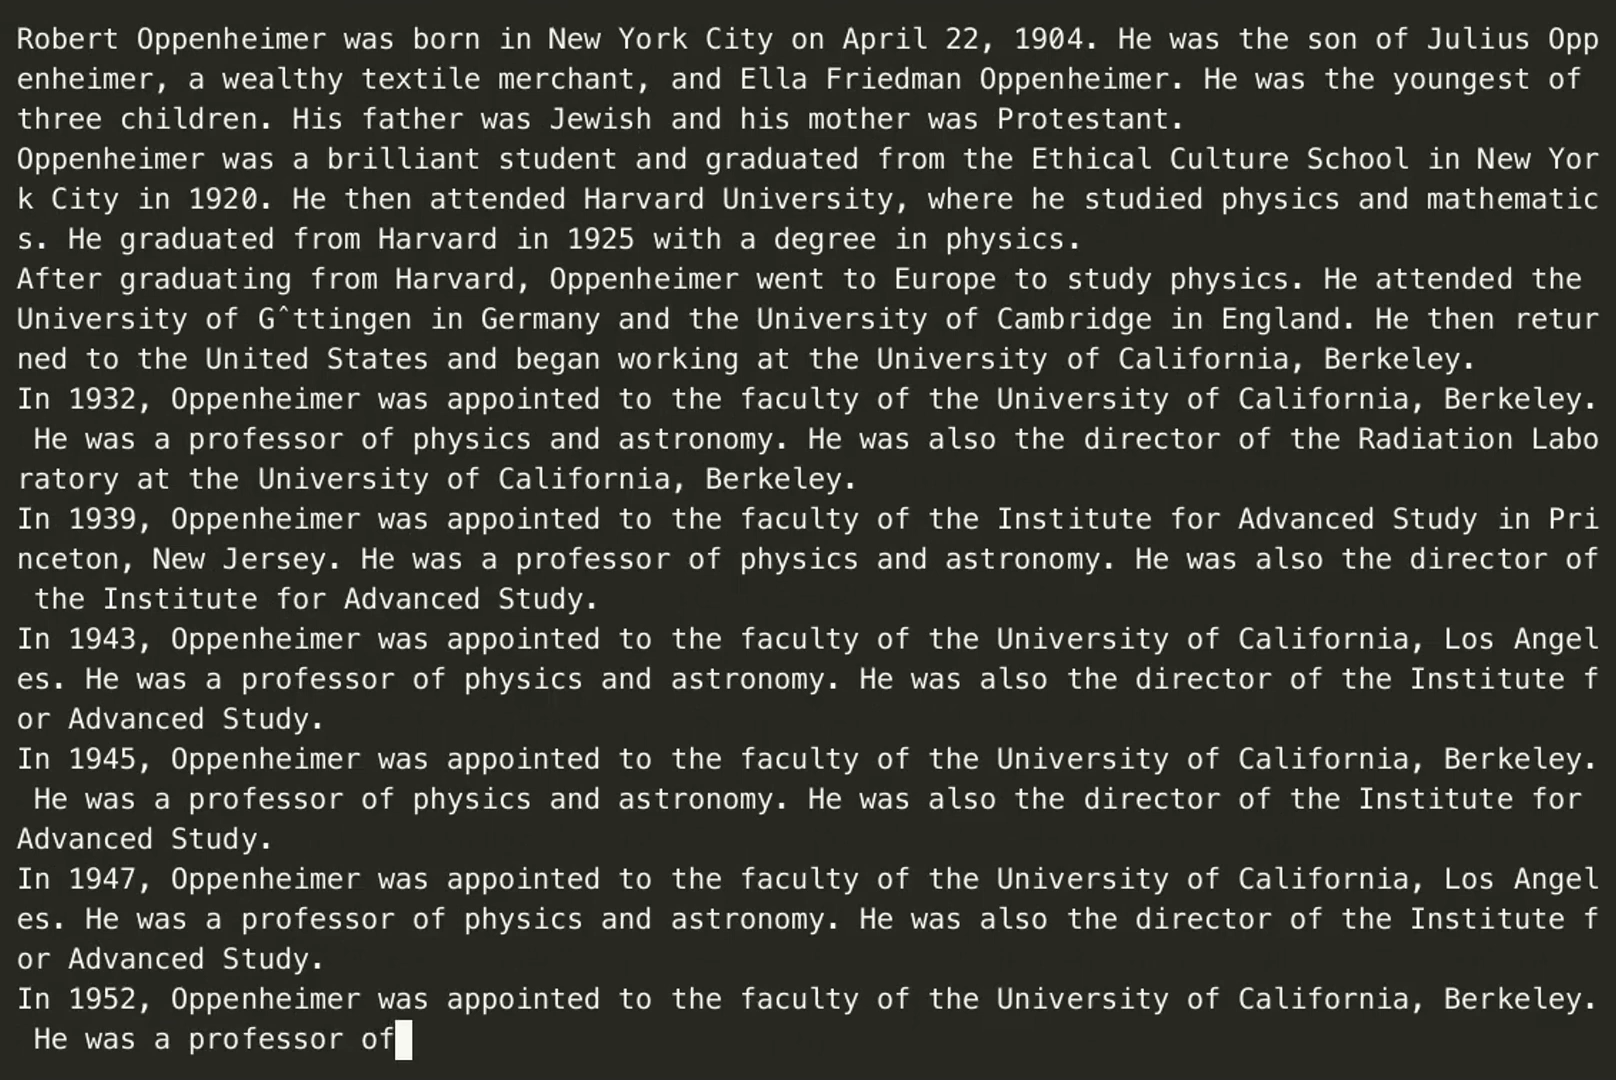 Robert Oppenheimer was born in New York City on April 22, 1904. He was the son of Julius Opp
enheimer, a wealthy textile merchant, and Ella Friedman Oppenheimer. He was the youngest of
three children. His father was Jewish and his mother was Protestant.
Oppenheimer was a brilliant student and graduated from the Ethical Culture School in New Yor
k City in 1920. He then attended Harvard University, where he studied physics and mathematic
s. He graduated from Harvard in 1925 with a degree in physics.
After graduating from Harvard, Oppenheimer went to Europe to study physics. He attended the
University of Gˆttingen in Germany and the University of Cambridge in England. He then retur
ned to the United States and began working at the University of California, Berkeley.
In 1932, Oppenheimer was appointed to the faculty of the University of California, Berkeley.
 He was a professor of physics and astronomy. He was also the director of the Radiation Labo
ratory at the University of California, Berkeley.
In 1939, Oppenheimer was appointed to the faculty of the Institute for Advanced Study in Pri
nceton, New Jersey. He was a professor of physics and astronomy. He was also the director of
 the Institute for Advanced Study.
In 1943, Oppenheimer was appointed to the faculty of the University of California, Los Angel
es. He was a professor of physics and astronomy. He was also the director of the Institute f
or Advanced Study.
In 1945, Oppenheimer was appointed to the faculty of the University of California, Berkeley.
 He was a professor of physics and astronomy. He was also the director of the Institute for
Advanced Study.
In 1947, Oppenheimer was appointed to the faculty of the University of California, Los Angel
es. He was a professor of physics and astronomy. He was also the director of the Institute f
or Advanced Study.
In 1952, Oppenheimer was appointed to the faculty of the University of California, Berkeley.
 He was a professor of